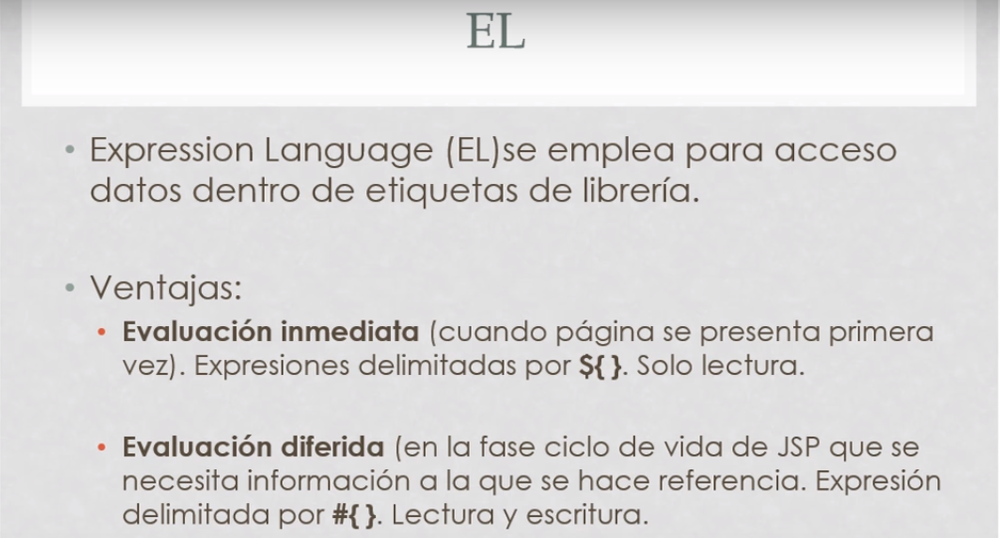 EL
• Expression Language (EL)se emplea para acceso
datos dentro de etiquetas de librería.
• Ventajas:
• Evaluación inmediata (cuando página se presenta primera
vez). Expresiones delimitadas por ${ }. Solo lectura.
• Evaluación diferida (en la fase ciclo de vida de JSP que se
necesita información a la que se hace referencia. Expresión
delimitada por #{ }. Lectura y escritura.